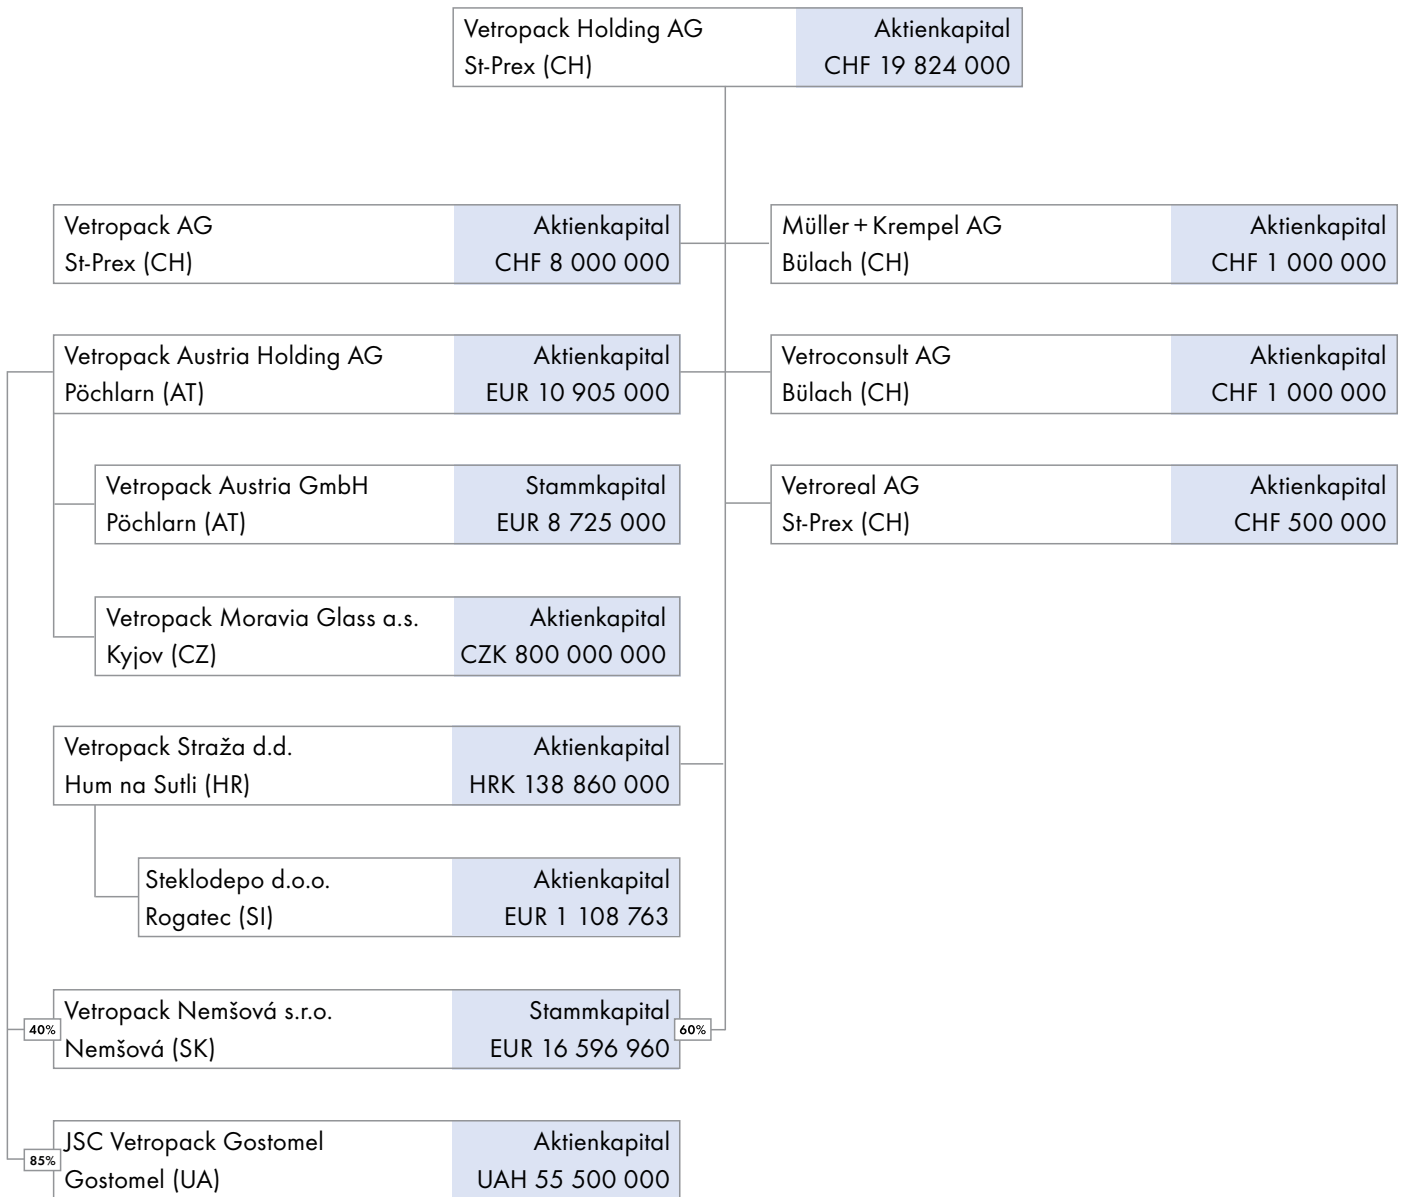 Vetropack Holding AG Aktienkapital
St-Prex (CH) CHF 19 824 000
Vetropack AG Aktienkapital
St-Prex (CH) CHF 8 000 000
Müller + Krempel AG Aktienkapital
Bülach (CH) CHF 1 000 000
Vetropack Austria Holding AG Aktienkapital
Pöchlarn (AT) EUR 10 905 000
Vetroconsult AG Aktienkapital
Bülach (CH) CHF 1 000 000
Vetropack Austria GmbH Stammkapital
Pöchlarn (AT) EUR 8 725 000
Vetroreal AG Aktienkapital
St-Prex (CH) CHF 500 000
Vetropack Moravia Glass a.s. Aktienkapital
Kyjov (CZ) CZK 800 000 000
Vetropack Straža d.d. Aktienkapital
Hum na Sutli (HR) HRK 138 860 000
Steklodepo d.o.o. Aktienkapital
Rogatec (SI) EUR 1 108 763
Vetropack Nemšová s.r.o. Stammkapital
40% 60%
Nemšová (SK) EUR 16 596 960
JSC Vetropack Gostomel Aktienkapital
85%
Gostomel (UA) UAH 55 500 000